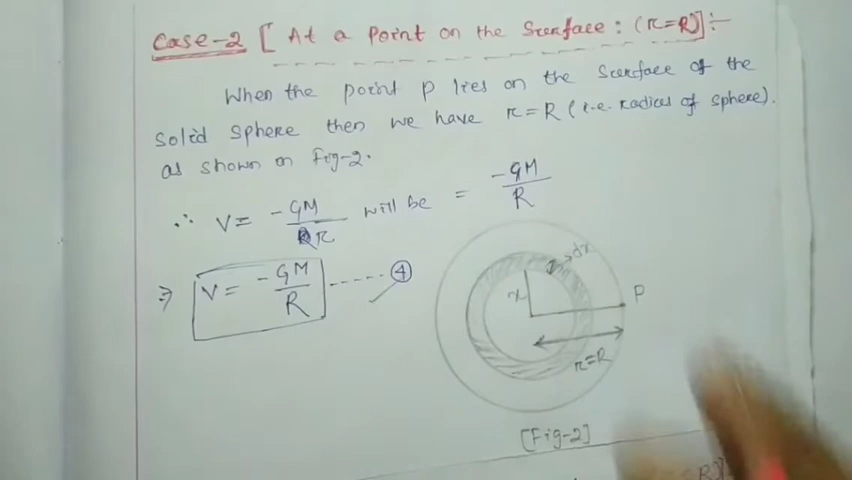 Case-2 [ At a point on the Surface : (r=R)] :-
When the point P lies on the surface of the
solid sphere then we have r=R (i.e. radius of sphere).
as shown on Fig-2.
∴ V= -GM/r will be = -GM/R
⇒ V= -GM/R ------ ④
dx
x
P
r=R
[Fig-2]